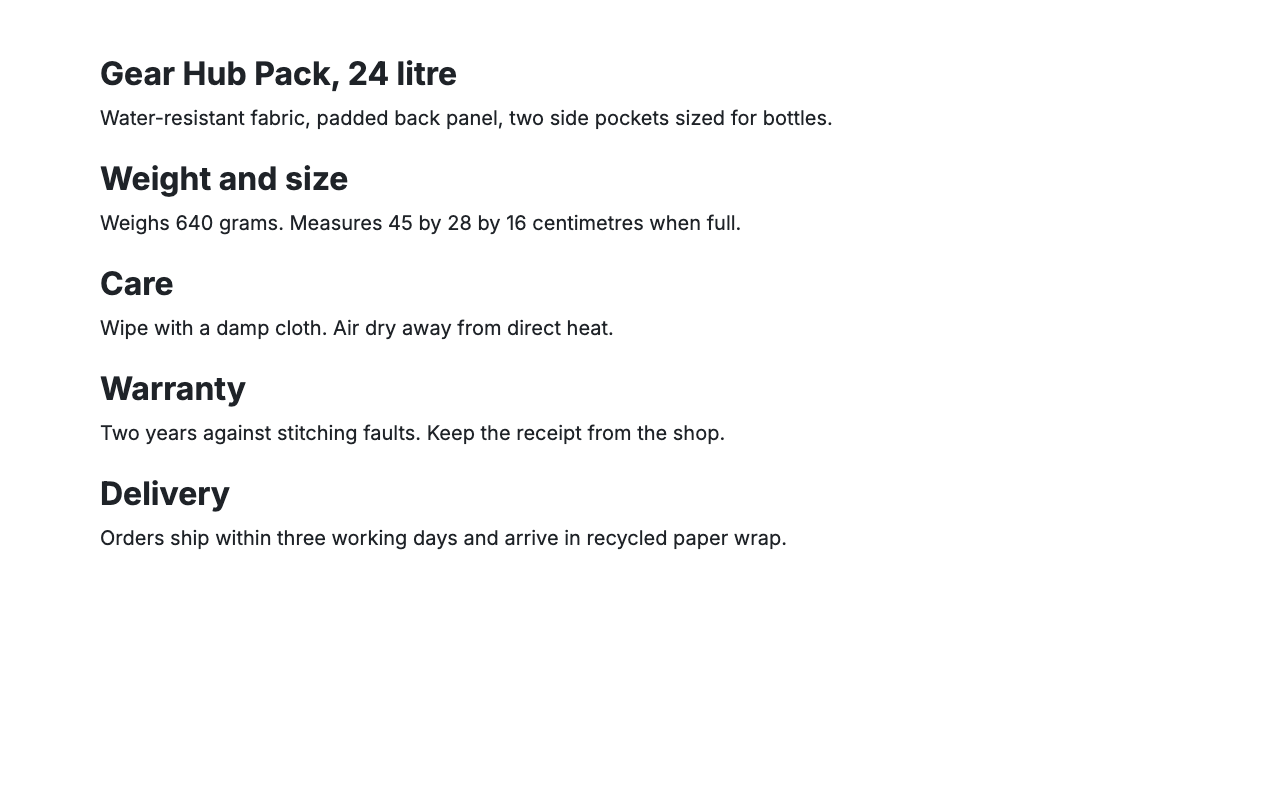 Gear Hub Pack, 24 litre
Water-resistant fabric, padded back panel, two side pockets sized for bottles.
Weight and size
Weighs 640 grams. Measures 45 by 28 by 16 centimetres when full.
Care
Wipe with a damp cloth. Air dry away from direct heat.
Warranty
Two years against stitching faults. Keep the receipt from the shop.
Delivery
Orders ship within three working days and arrive in recycled paper wrap.